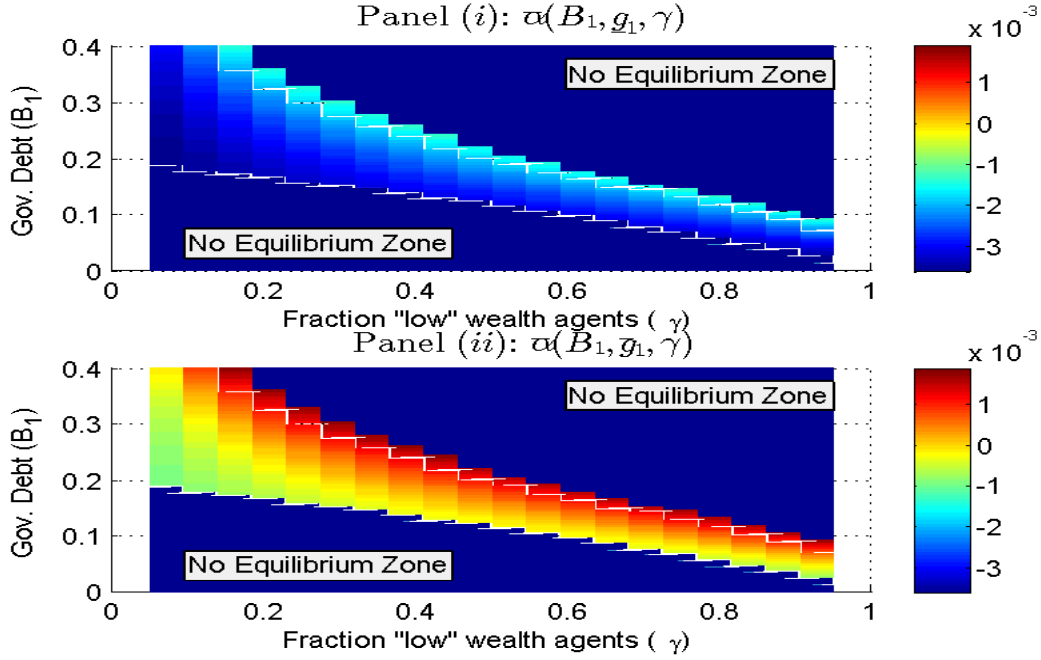 Panel (i): ϖ(B₁, g̲₁, γ)
x 10⁻³
0.4
0.3
0.2
0.1
0
Gov. Debt (B₁)
No Equilibrium Zone
No Equilibrium Zone
1
0
-1
-2
-3
0 0.2 0.4 0.6 0.8 1
Fraction "low" wealth agents ( γ)
Panel (ii): ϖ(B₁, g̅₁, γ)
x 10⁻³
0.4
0.3
0.2
0.1
0
Gov. Debt (B₁)
No Equilibrium Zone
No Equilibrium Zone
1
0
-1
-2
-3
0 0.2 0.4 0.6 0.8 1
Fraction "low" wealth agents ( γ)